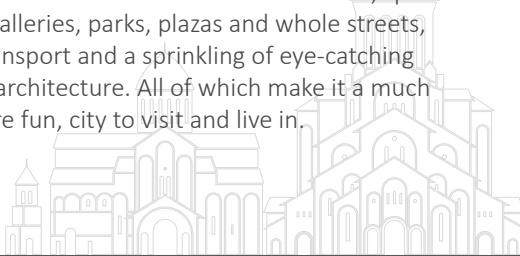 alleries, parks, plazas and whole streets,
nsport and a sprinkling of eye-catching
architecture. All of which make it a much
re fun, city to visit and live in.